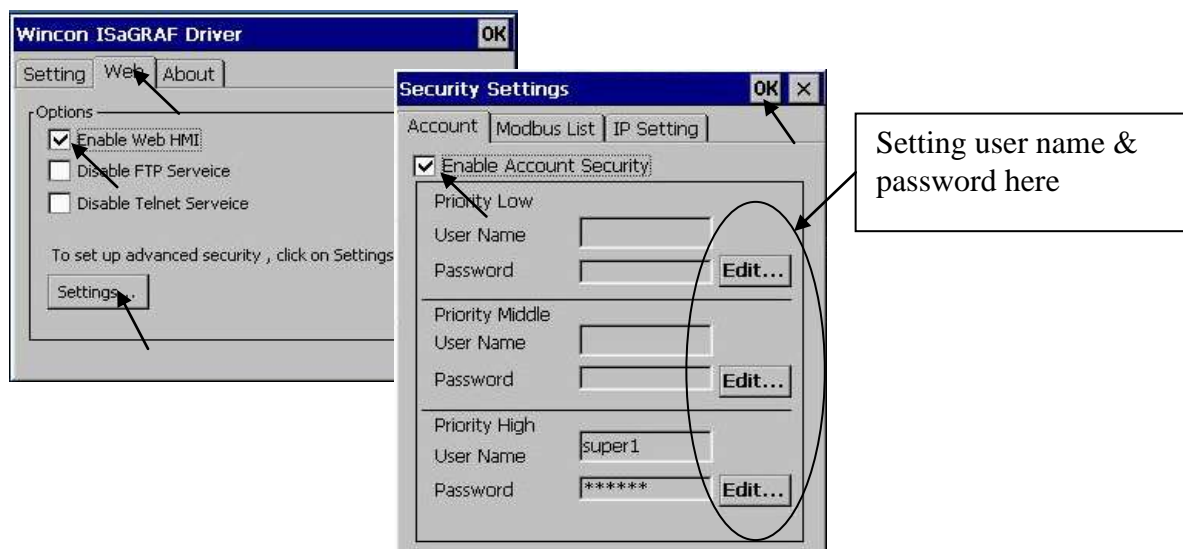 Wincon ISaGRAF Driver OK
Setting Web About
Options
Enable Web HMI
Disable FTP Serveice
Disable Telnet Serveice
To set up advanced security , click on Settings
Settings...
Security Settings OK ×
Account Modbus List IP Setting
Enable Account Security
Priority Low
User Name
Password Edit...
Priority Middle
User Name
Password Edit...
Priority High
User Name super1
Password ****** Edit...
Setting user name &
password here